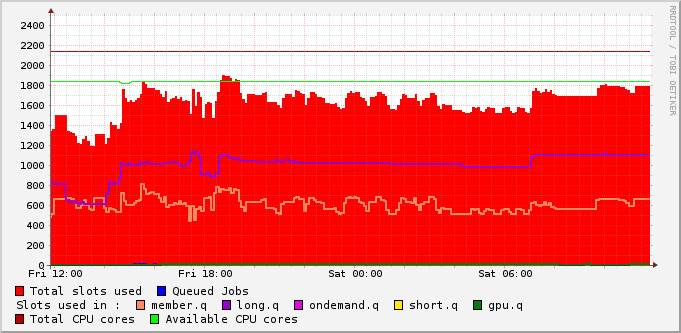 RRDTOOL / TOBI OETIKER
2400
2200
2000
1800
1600
1400
1200
1000
800
600
400
200
0
Fri 12:00 Fri 18:00 Sat 00:00 Sat 06:00
Total slots used Queued Jobs
Slots used in : member.q long.q ondemand.q short.q gpu.q
Total CPU cores Available CPU cores